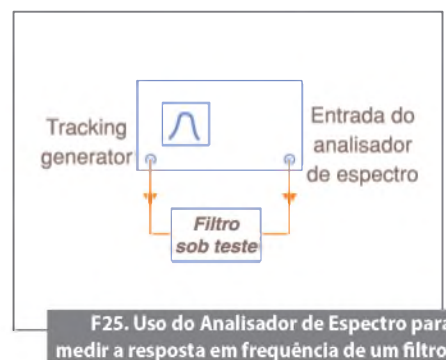 Tracking
generator
Entrada do
analisador
de espectro
Filtro
sob teste
F25. Uso do Analisador de Espectro para
medir a resposta em frequência de um filtro